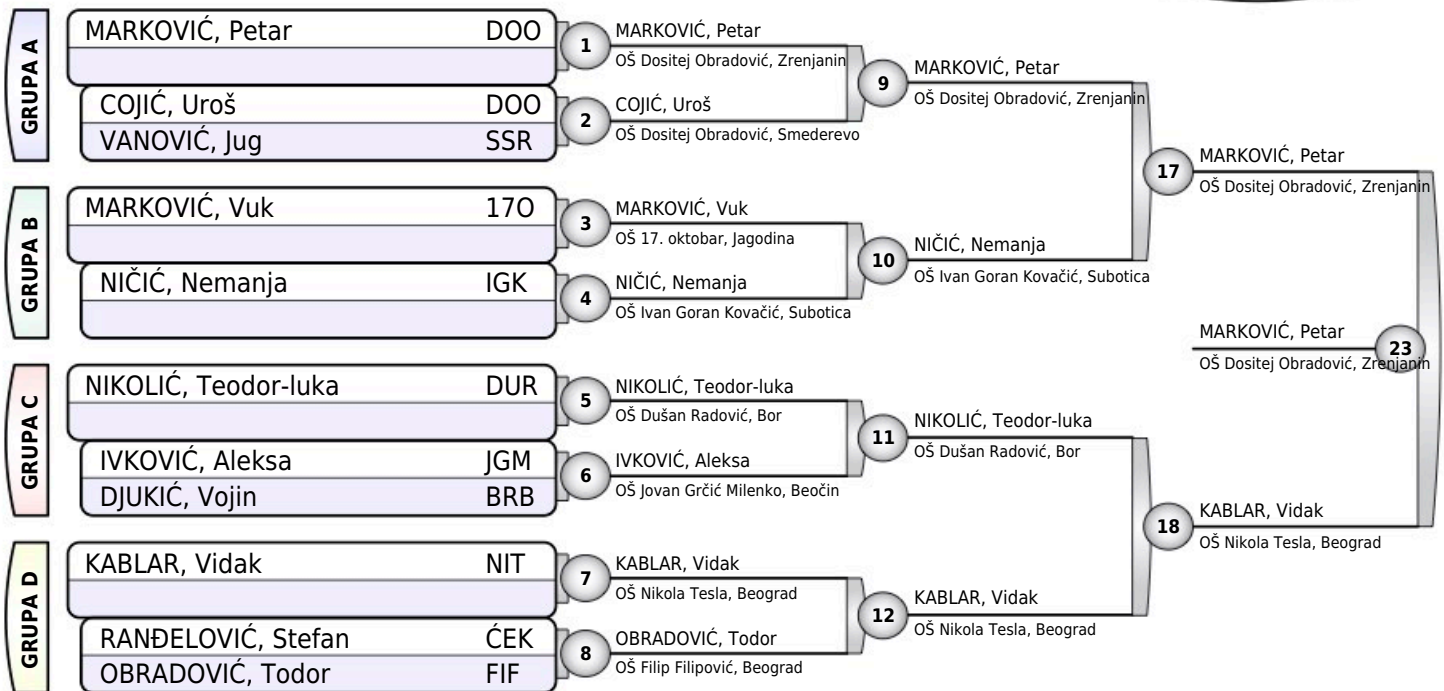 GRUPA A
MARKOVIĆ, Petar DOO
COJIĆ, Uroš DOO
VANOVIĆ, Jug SSR
GRUPA B
MARKOVIĆ, Vuk 17O
NIČIĆ, Nemanja IGK
GRUPA C
NIKOLIĆ, Teodor-luka DUR
IVKOVIĆ, Aleksa JGM
DJUKIĆ, Vojin BRB
GRUPA D
KABLAR, Vidak NIT
RANĐELOVIĆ, Stefan ĆEK
OBRADOVIĆ, Todor FIF
1
MARKOVIĆ, Petar
OŠ Dositej Obradović, Zrenjanin
2
COJIĆ, Uroš
OŠ Dositej Obradović, Smederevo
3
MARKOVIĆ, Vuk
OŠ 17. oktobar, Jagodina
4
NIČIĆ, Nemanja
OŠ Ivan Goran Kovačić, Subotica
5
NIKOLIĆ, Teodor-luka
OŠ Dušan Radović, Bor
6
IVKOVIĆ, Aleksa
OŠ Jovan Grčić Milenko, Beočin
7
KABLAR, Vidak
OŠ Nikola Tesla, Beograd
8
OBRADOVIĆ, Todor
OŠ Filip Filipović, Beograd
9
MARKOVIĆ, Petar
OŠ Dositej Obradović, Zrenjanin
10
NIČIĆ, Nemanja
OŠ Ivan Goran Kovačić, Subotica
11
NIKOLIĆ, Teodor-luka
OŠ Dušan Radović, Bor
12
KABLAR, Vidak
OŠ Nikola Tesla, Beograd
17
MARKOVIĆ, Petar
OŠ Dositej Obradović, Zrenjanin
18
KABLAR, Vidak
OŠ Nikola Tesla, Beograd
MARKOVIĆ, Petar
23
OŠ Dositej Obradović, Zrenjanin